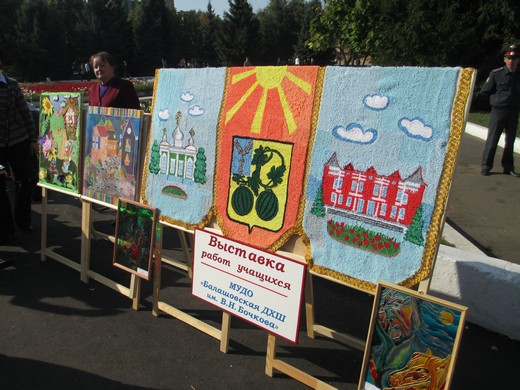 Выставка
работ учащихся
МУДО
«Балашовская ДХШ
им. В.Н. Бочкова»